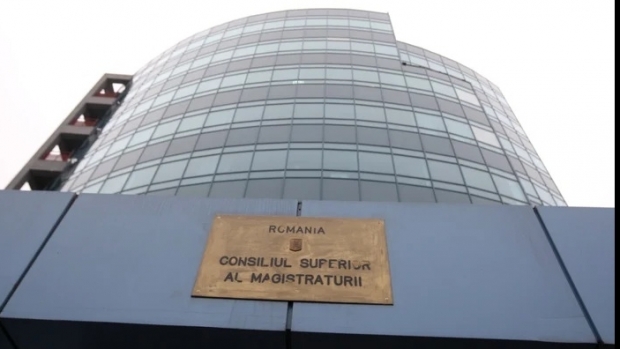 ROMANIA
CONSILIUL SUPERIOR
AL MAGISTRATURII